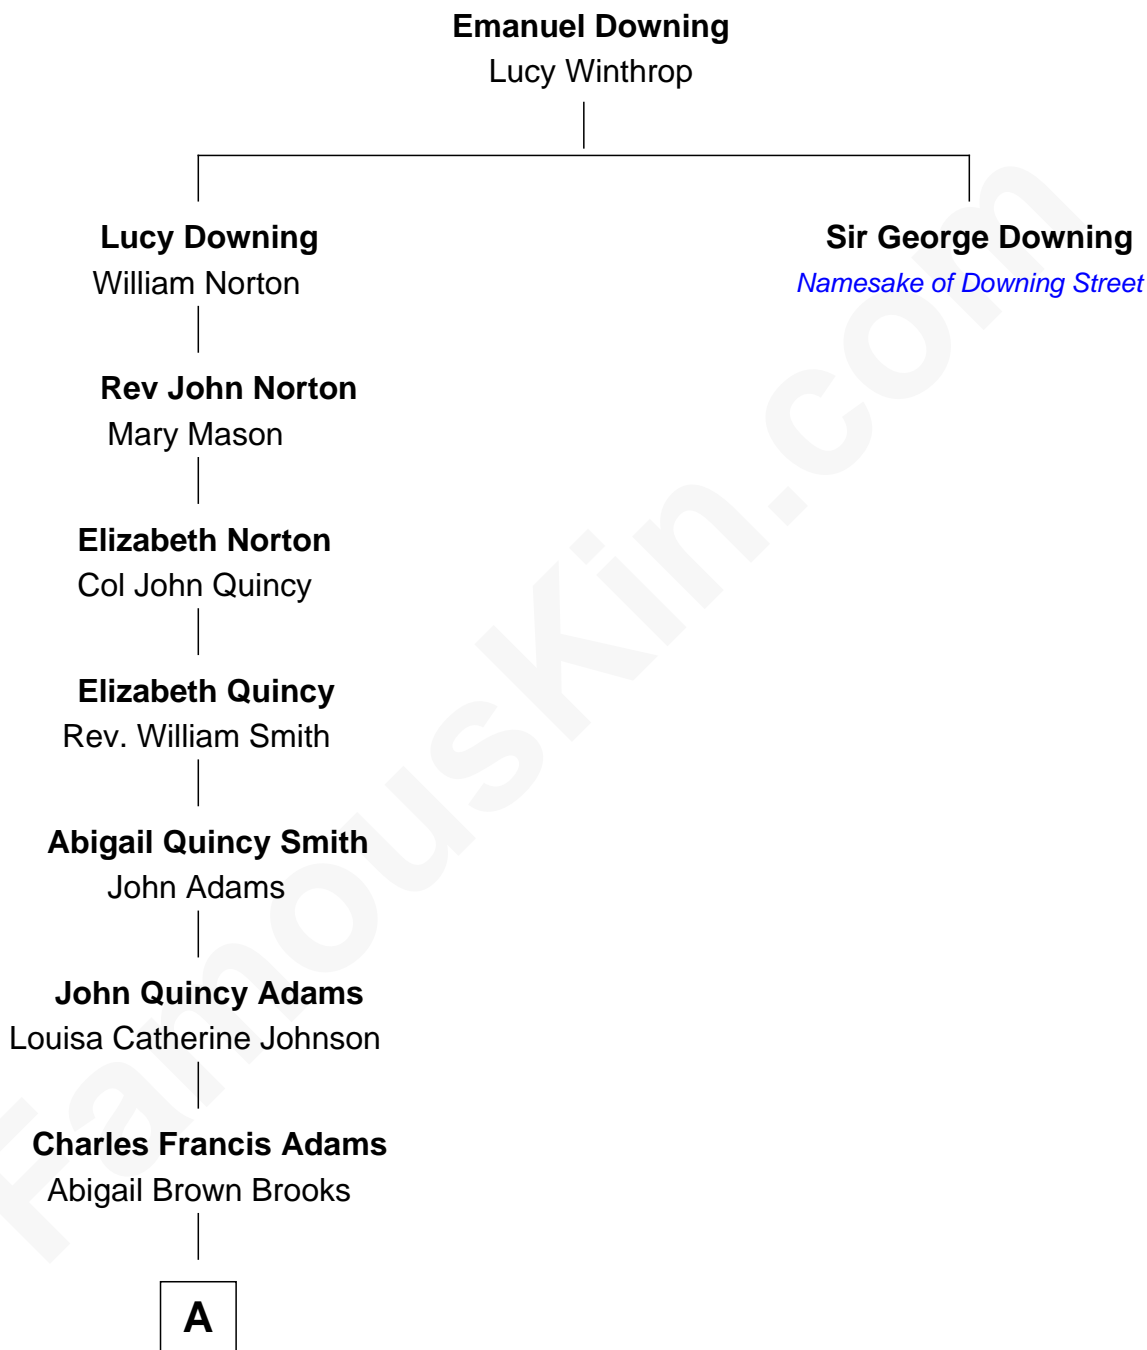 Emanuel Downing
Lucy Winthrop
Lucy Downing
William Norton
Sir George Downing
Namesake of Downing Street
Rev John Norton
Mary Mason
Elizabeth Norton
Col John Quincy
Elizabeth Quincy
Rev. William Smith
Abigail Quincy Smith
John Adams
John Quincy Adams
Louisa Catherine Johnson
Charles Francis Adams
Abigail Brown Brooks
A
FamousKin.com